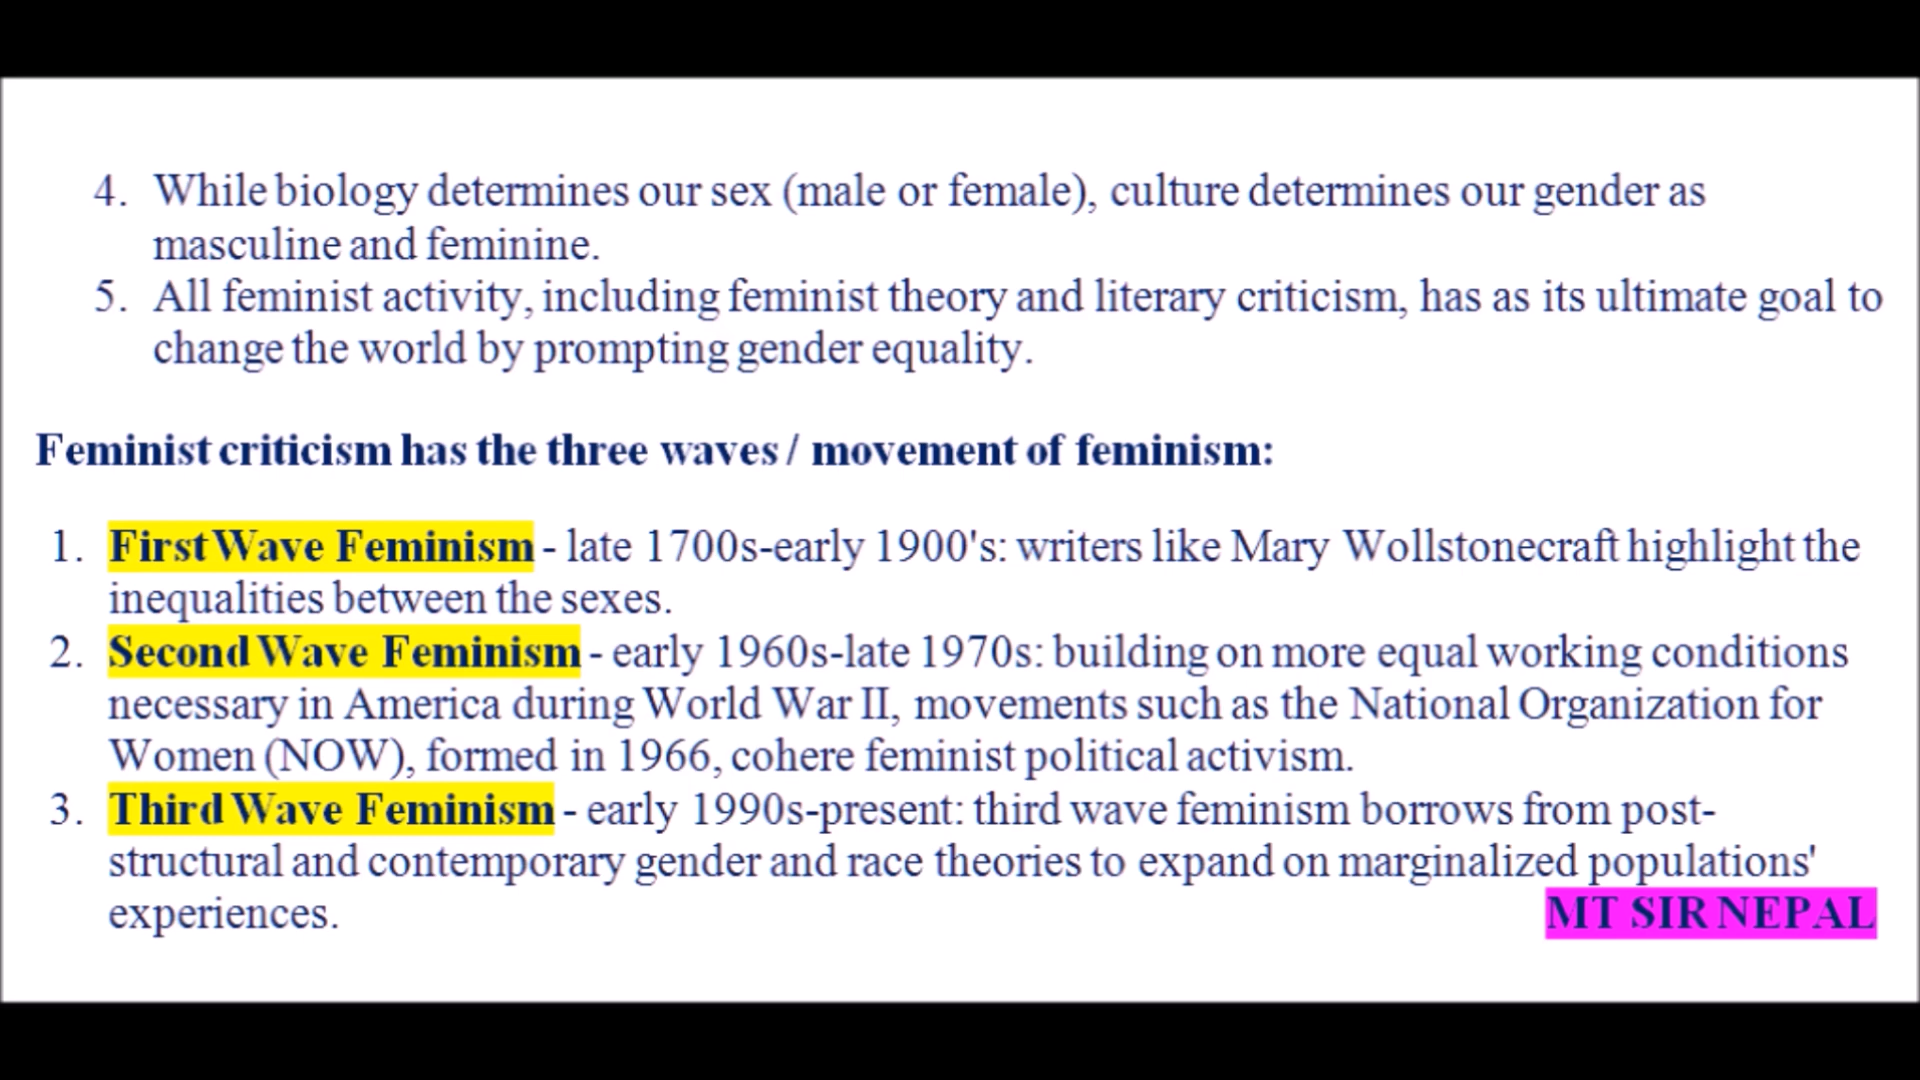 4. While biology determines our sex (male or female), culture determines our gender as
masculine and feminine.
5. All feminist activity, including feminist theory and literary criticism, has as its ultimate goal to
change the world by prompting gender equality.
Feminist criticism has the three waves / movement of feminism:
1. First Wave Feminism - late 1700s-early 1900's: writers like Mary Wollstonecraft highlight the
inequalities between the sexes.
2. Second Wave Feminism - early 1960s-late 1970s: building on more equal working conditions
necessary in America during World War II, movements such as the National Organization for
Women (NOW), formed in 1966, cohere feminist political activism.
3. Third Wave Feminism - early 1990s-present: third wave feminism borrows from post-
structural and contemporary gender and race theories to expand on marginalized populations'
experiences.
MT SIR NEPAL